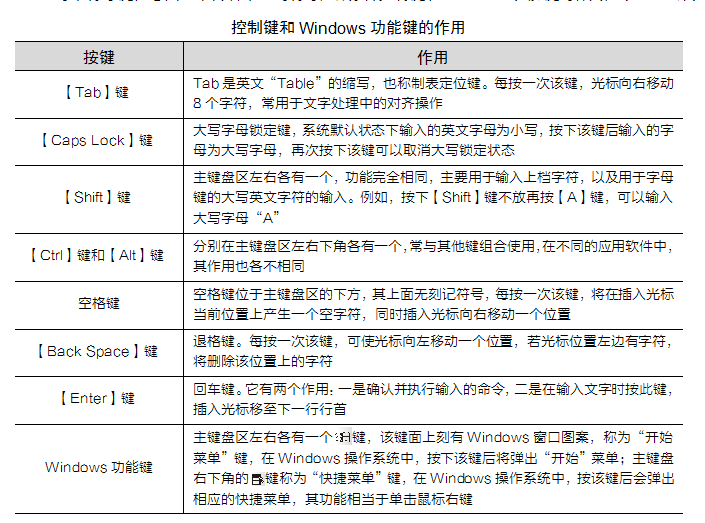 控制键和 Windows 功能键的作用
按键
作用
【Tab】键
Tab 是英文“Table”的缩写，也称制表定位键。每按一次该键，光标向右移动
8 个字符，常用于文字处理中的对齐操作
【Caps Lock】键
大写字母锁定键，系统默认状态下输入的英文字母为小写，按下该键后输入的字
母为大写字母，再次按下该键可以取消大写锁定状态
【Shift】键
主键盘区左右各有一个，功能完全相同，主要用于输入上档字符，以及用于字母
键的大写英文字符的输入。例如，按下【Shift】键不放再按【A】键，可以输入
大写字母“A”
【Ctrl】键和【Alt】键
分别在主键盘区左右下角各有一个，常与其他键组合使用，在不同的应用软件中，
其作用也各不相同
空格键
空格键位于主键盘区的下方，其上面无刻记符号，每按一次该键，将在插入光标
当前位置上产生一个空字符，同时插入光标向右移动一个位置
【Back Space】键
退格键。每按一次该键，可使光标向左移动一个位置，若光标位置左边有字符，
将删除该位置上的字符
【Enter】键
回车键。它有两个作用：一是确认并执行输入的命令，二是在输入文字时按此键，
插入光标移至下一行行首
Windows 功能键
主键盘区左右各有一个键，该键面上刻有 Windows 窗口图案，称为“开始
菜单”键，在 Windows 操作系统中，按下该键后将弹出“开始”菜单；主键盘
右下角的键称为“快捷菜单”键，在 Windows 操作系统中，按该键后会弹出
相应的快捷菜单，其功能相当于单击鼠标右键